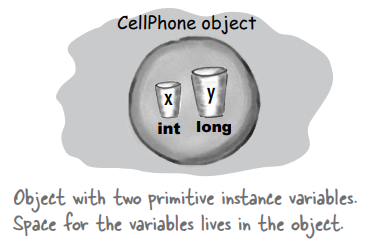 CellPhone object
x y
int long
Object with two primitive instance variables.
Space for the variables lives in the object.